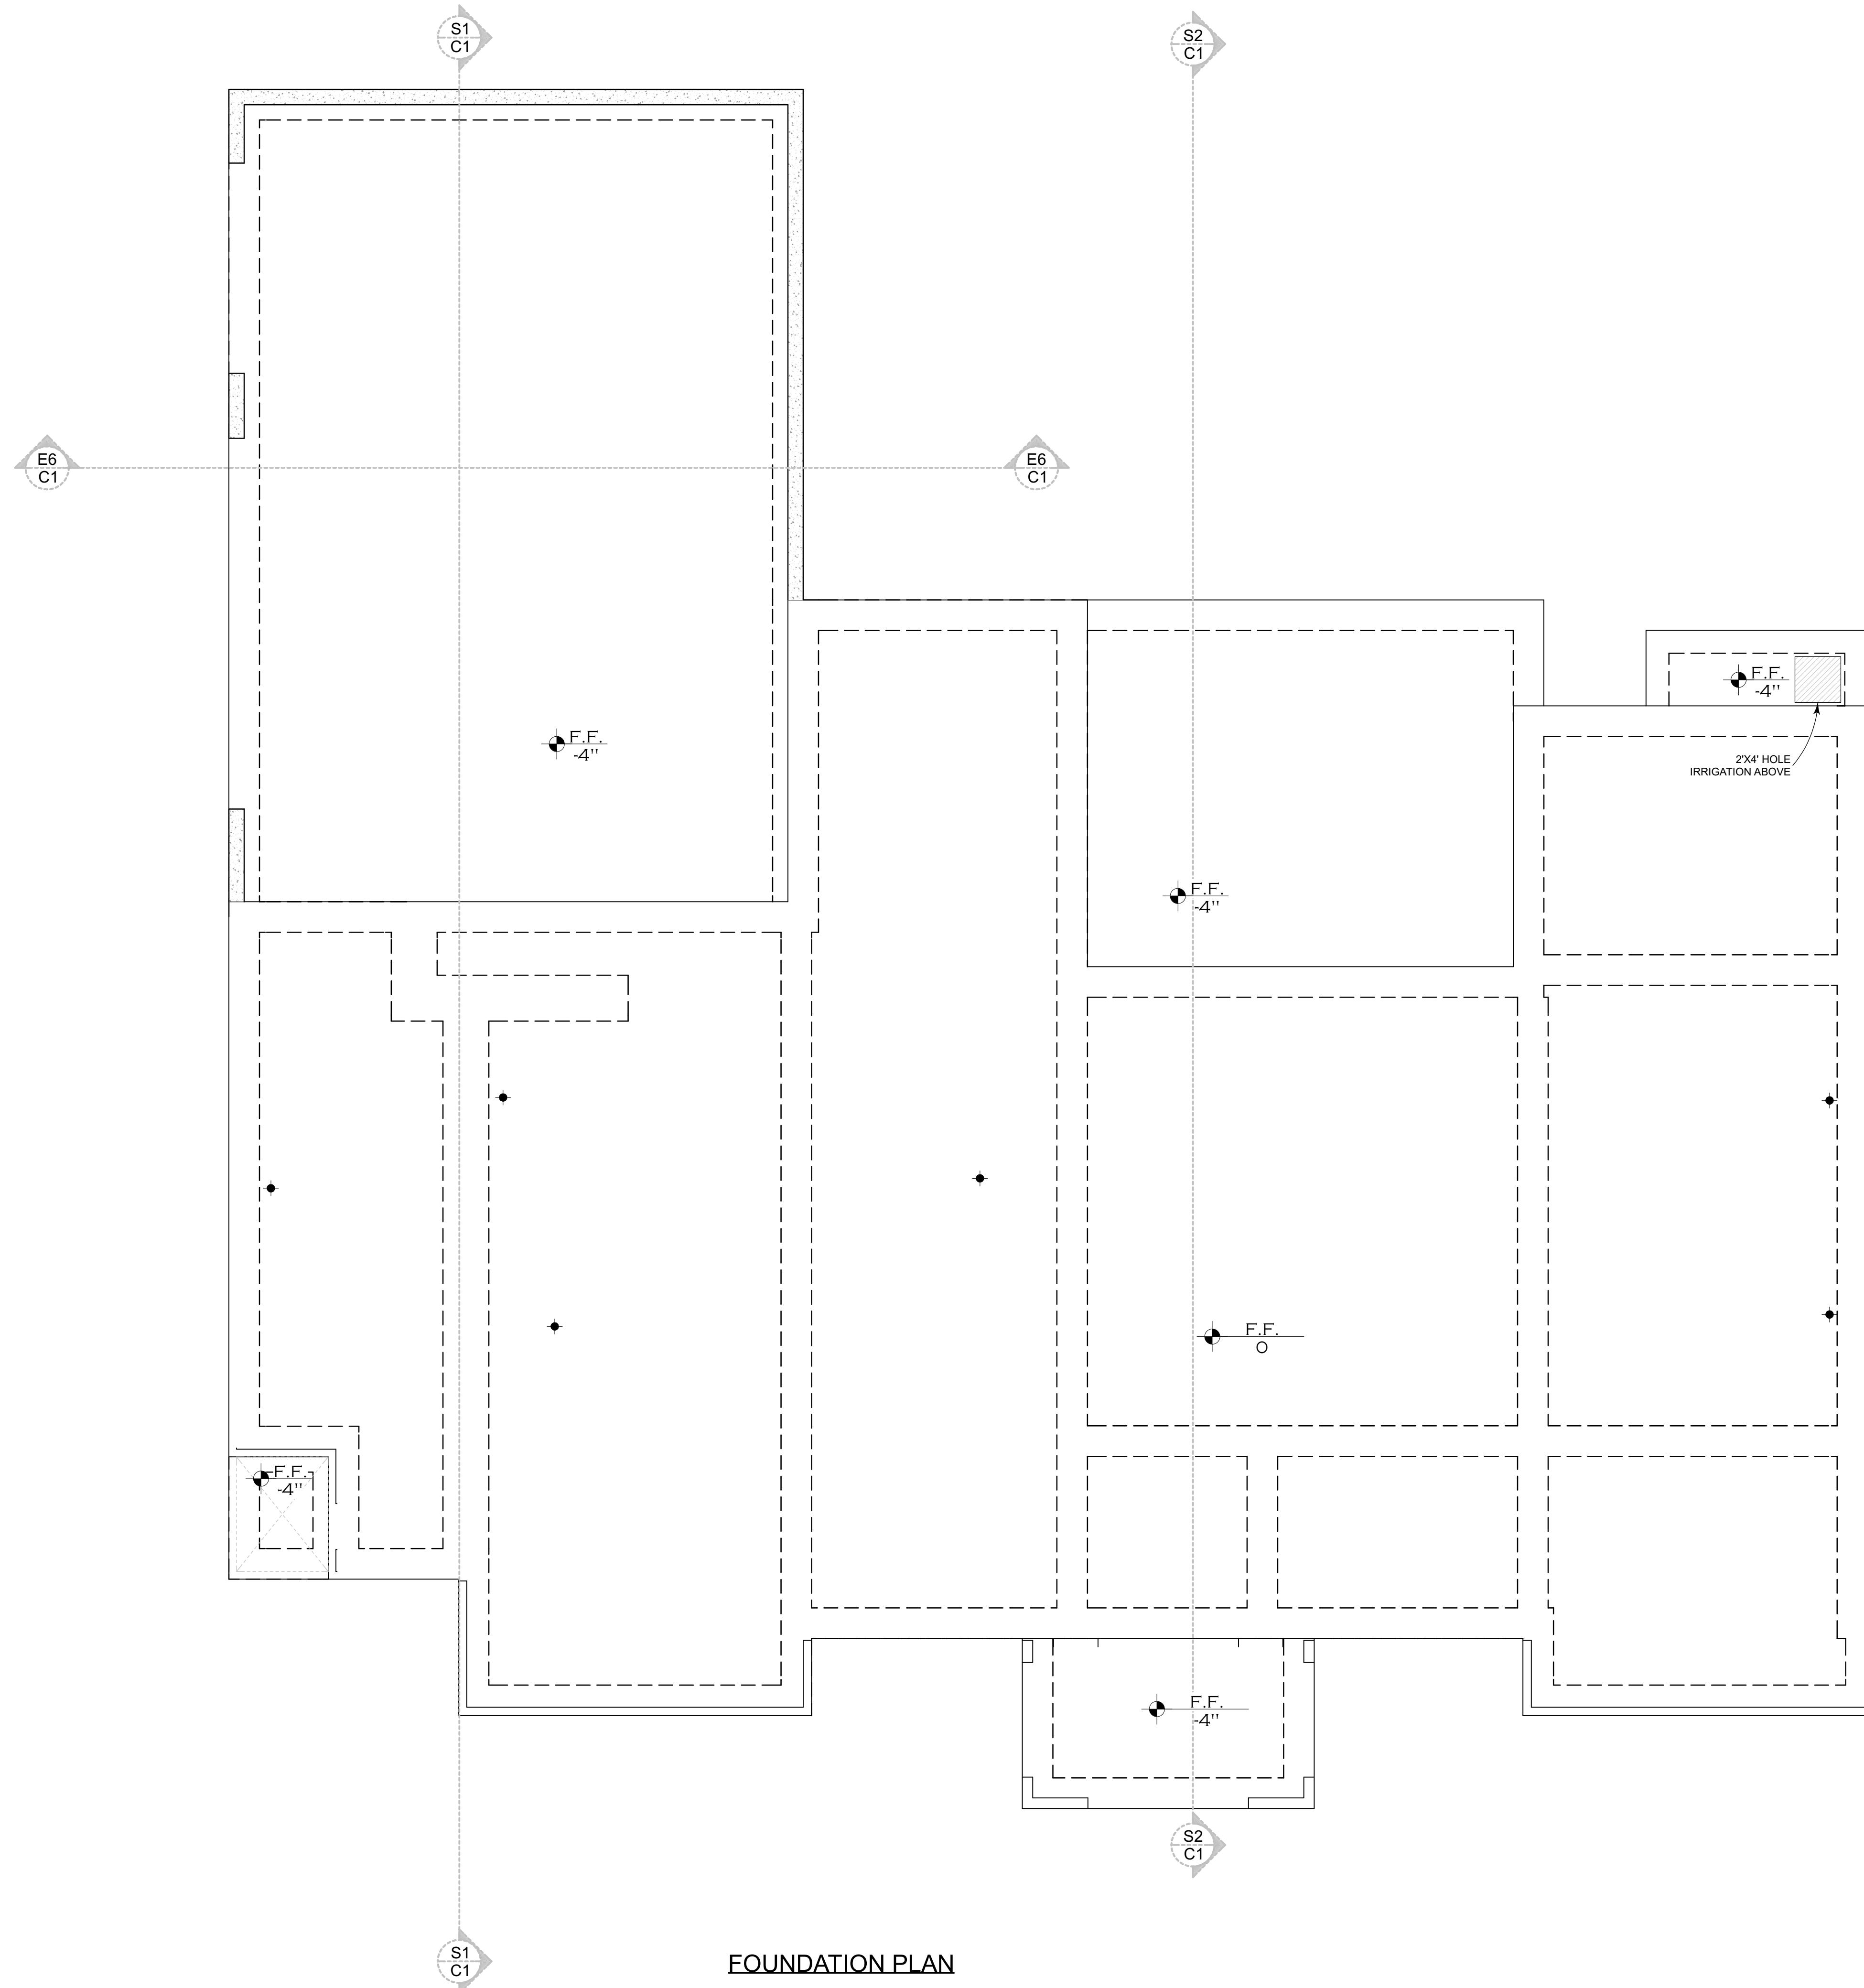 S1
C1
S2
C1
E6
C1
E6
C1
F.F.
-4"
2'X4' HOLE
IRRIGATION ABOVE
F.F.
-4"
F.F.
-4"
F.F.
O
F.F.
-4"
F.F.
-4"
S2
C1
S1
C1
FOUNDATION PLAN